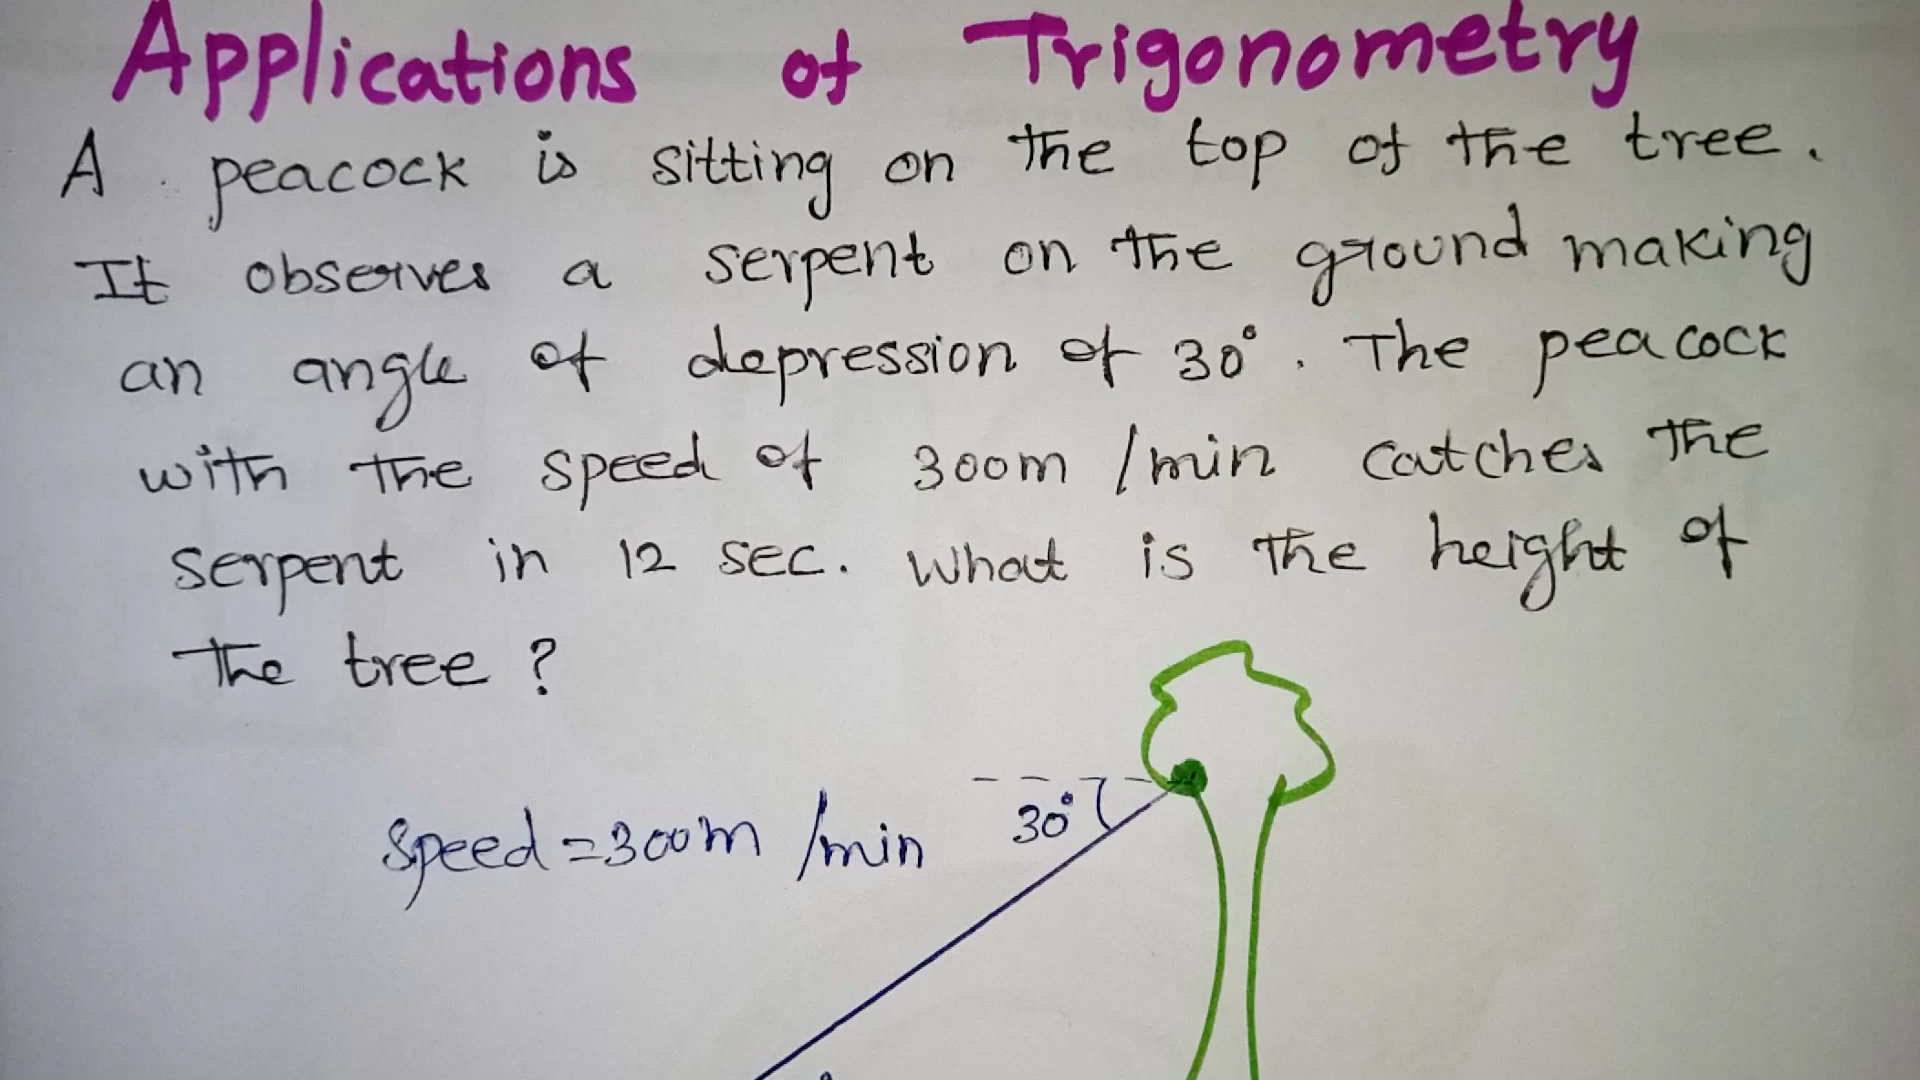 Applications of Trigonometry
A peacock is sitting on the top of the tree.
It observes a serpent on the ground making
an angle of depression of 30°. The peacock
with the speed of 300m /min catches the
serpent in 12 sec. What is the height of
the tree?
30°
Speed=300m /min